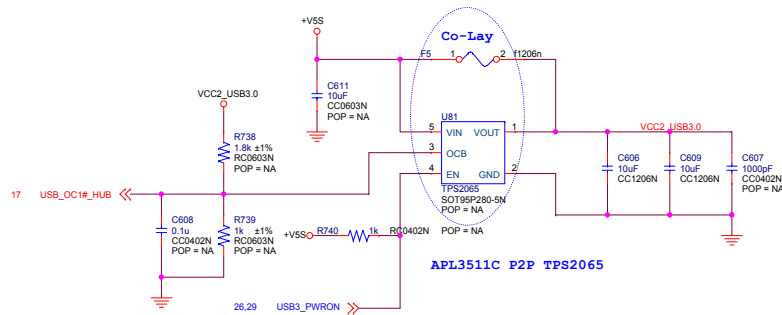 +V5S
Co-Lay
F5
1
2
f1206n
C611
10uF
CC0603N
POP = NA
VCC2_USB3.0
U81
R738
1.8k ±1%
RC0603N
POP = NA
5
VIN
VOUT
1
VCC2_USB3.0
3
OCB
4
EN
GND
2
TPS2065
SOT95P280-5N
POP = NA
POP = NA
C606
10uF
CC1206N
POP = NA
C609
10uF
CC1206N
POP = NA
C607
1000pF
CC0402N
POP = NA
17
USB_OC1#_HUB
C608
0.1u
CC0402N
POP = NA
R739
1k ±1%
RC0603N
POP = NA
+V5S
R740
1k
RC0402N
APL3511C P2P TPS2065
26,29
USB3_PWRON